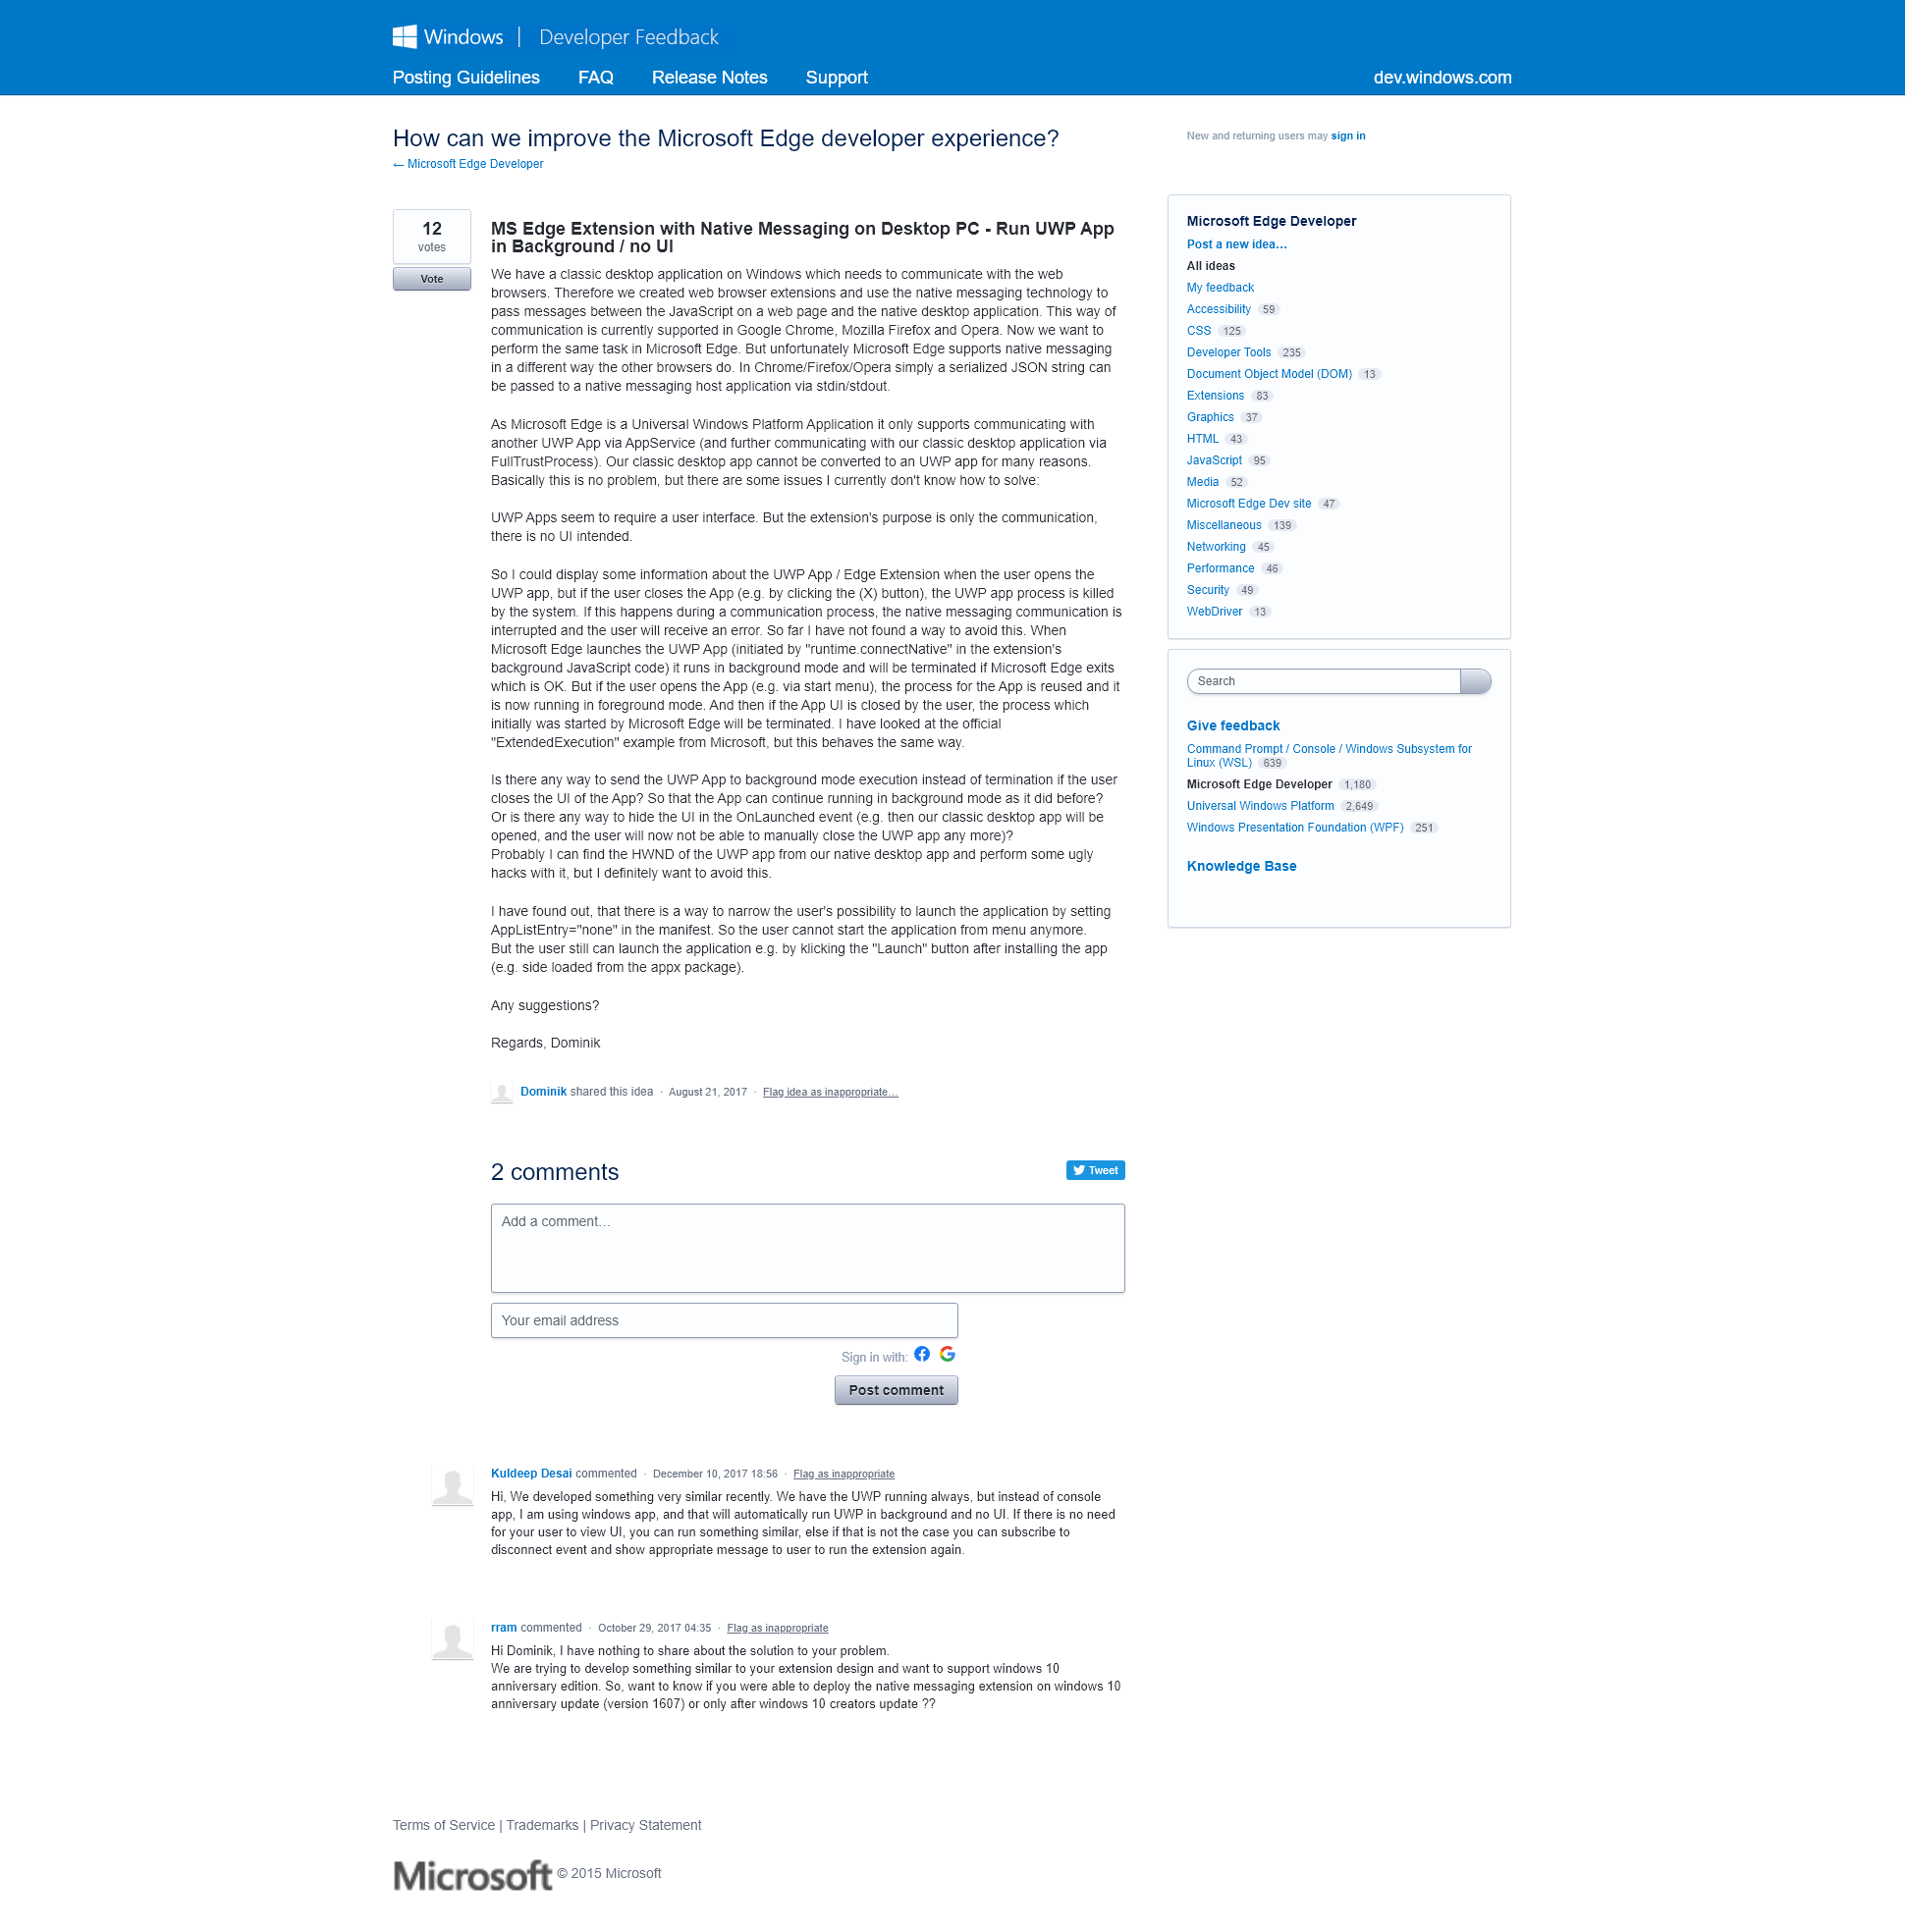 Windows | Developer Feedback
Posting Guidelines FAQ Release Notes Support dev.windows.com
How can we improve the Microsoft Edge developer experience?
← Microsoft Edge Developer
New and returning users may sign in
12
votes
Vote
MS Edge Extension with Native Messaging on Desktop PC - Run UWP App
in Background / no UI
We have a classic desktop application on Windows which needs to communicate with the web
browsers. Therefore we created web browser extensions and use the native messaging technology to
pass messages between the JavaScript on a web page and the native desktop application. This way of
communication is currently supported in Google Chrome, Mozilla Firefox and Opera. Now we want to
perform the same task in Microsoft Edge. But unfortunately Microsoft Edge supports native messaging
in a different way the other browsers do. In Chrome/Firefox/Opera simply a serialized JSON string can
be passed to a native messaging host application via stdin/stdout.
As Microsoft Edge is a Universal Windows Platform Application it only supports communicating with
another UWP App via AppService (and further communicating with our classic desktop application via
FullTrustProcess). Our classic desktop app cannot be converted to an UWP app for many reasons.
Basically this is no problem, but there are some issues I currently don't know how to solve:
UWP Apps seem to require a user interface. But the extension's purpose is only the communication,
there is no UI intended.
So I could display some information about the UWP App / Edge Extension when the user opens the
UWP app, but if the user closes the App (e.g. by clicking the (X) button), the UWP app process is killed
by the system. If this happens during a communication process, the native messaging communication is
interrupted and the user will receive an error. So far I have not found a way to avoid this. When
Microsoft Edge launches the UWP App (initiated by "runtime.connectNative" in the extension's
background JavaScript code) it runs in background mode and will be terminated if Microsoft Edge exits
which is OK. But if the user opens the App (e.g. via start menu), the process for the App is reused and it
is now running in foreground mode. And then if the App UI is closed by the user, the process which
initially was started by Microsoft Edge will be terminated. I have looked at the official
"ExtendedExecution" example from Microsoft, but this behaves the same way.
Is there any way to send the UWP App to background mode execution instead of termination if the user
closes the UI of the App? So that the App can continue running in background mode as it did before?
Or is there any way to hide the UI in the OnLaunched event (e.g. then our classic desktop app will be
opened, and the user will now not be able to manually close the UWP app any more)?
Probably I can find the HWND of the UWP app from our native desktop app and perform some ugly
hacks with it, but I definitely want to avoid this.
I have found out, that there is a way to narrow the user's possibility to launch the application by setting
AppListEntry="none" in the manifest. So the user cannot start the application from menu anymore.
But the user still can launch the application e.g. by klicking the "Launch" button after installing the app
(e.g. side loaded from the appx package).
Any suggestions?
Regards, Dominik
Dominik shared this idea · August 21, 2017 · Flag idea as inappropriate…
2 comments
Tweet
Add a comment…
Your email address
Sign in with:
Post comment
Kuldeep Desai commented · December 10, 2017 18:56 · Flag as inappropriate
Hi, We developed something very similar recently. We have the UWP running always, but instead of console
app, I am using windows app, and that will automatically run UWP in background and no UI. If there is no need
for your user to view UI, you can run something similar, else if that is not the case you can subscribe to
disconnect event and show appropriate message to user to run the extension again.
rram commented · October 29, 2017 04:35 · Flag as inappropriate
Hi Dominik, I have nothing to share about the solution to your problem.
We are trying to develop something similar to your extension design and want to support windows 10
anniversary edition. So, want to know if you were able to deploy the native messaging extension on windows 10
anniversary update (version 1607) or only after windows 10 creators update ??
Microsoft Edge Developer
Post a new idea…
All ideas
My feedback
Accessibility 59
CSS 125
Developer Tools 235
Document Object Model (DOM) 13
Extensions 83
Graphics 37
HTML 43
JavaScript 95
Media 52
Microsoft Edge Dev site 47
Miscellaneous 139
Networking 45
Performance 46
Security 49
WebDriver 13
Search
Give feedback
Command Prompt / Console / Windows Subsystem for
Linux (WSL) 639
Microsoft Edge Developer 1,180
Universal Windows Platform 2,649
Windows Presentation Foundation (WPF) 251
Knowledge Base
Terms of Service | Trademarks | Privacy Statement
Microsoft © 2015 Microsoft